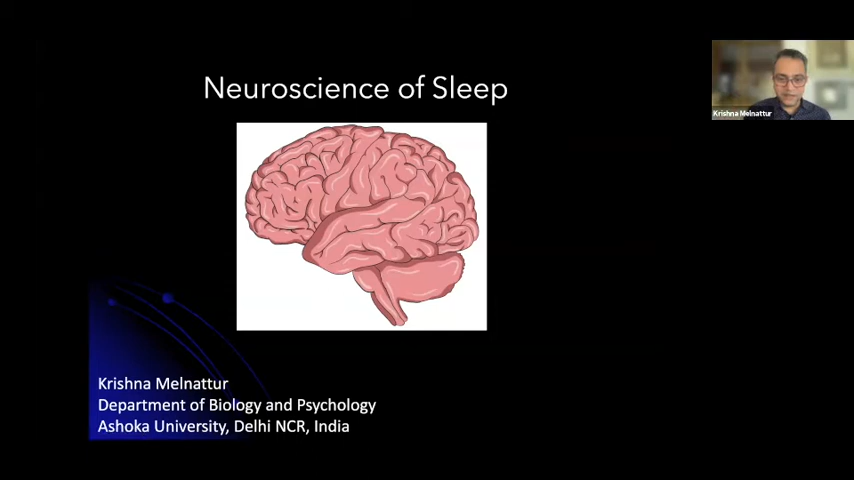 Neuroscience of Sleep
Krishna Melnattur
Krishna Melnattur
Department of Biology and Psychology
Ashoka University, Delhi NCR, India